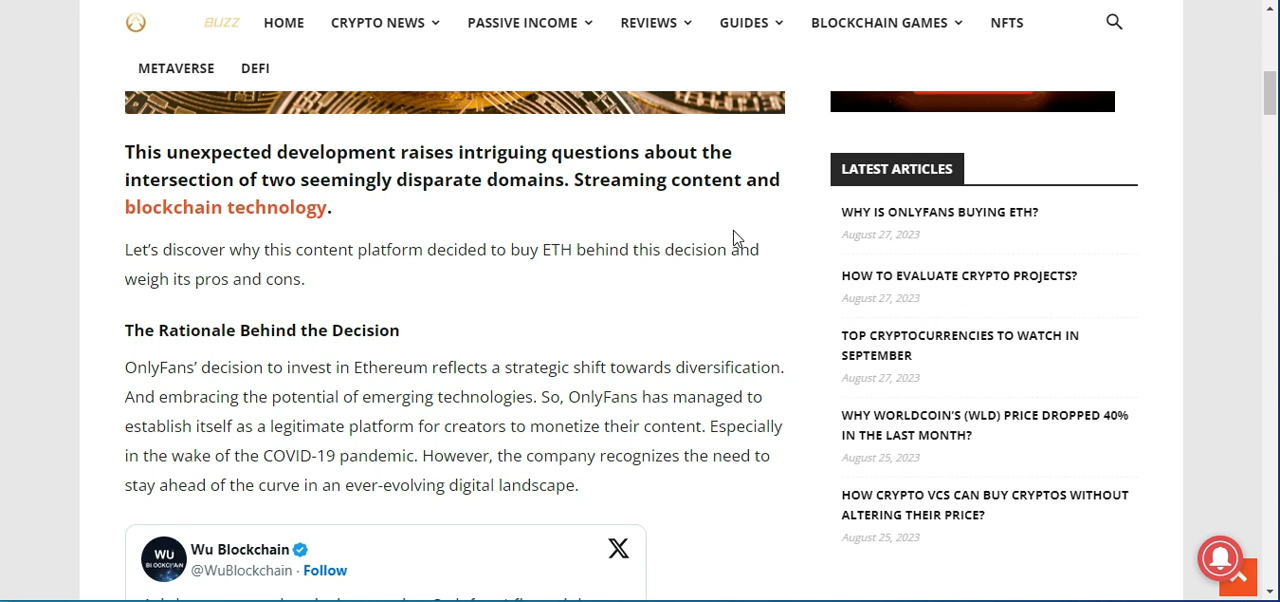 BUZZ HOME CRYPTO NEWS PASSIVE INCOME REVIEWS GUIDES BLOCKCHAIN GAMES NFTS
METAVERSE DEFI
This unexpected development raises intriguing questions about the
intersection of two seemingly disparate domains. Streaming content and
blockchain technology.
Let’s discover why this content platform decided to buy ETH behind this decision and
weigh its pros and cons.
The Rationale Behind the Decision
OnlyFans’ decision to invest in Ethereum reflects a strategic shift towards diversification.
And embracing the potential of emerging technologies. So, OnlyFans has managed to
establish itself as a legitimate platform for creators to monetize their content. Especially
in the wake of the COVID-19 pandemic. However, the company recognizes the need to
stay ahead of the curve in an ever-evolving digital landscape.
WU
BLOCKCHAIN
Wu Blockchain
@WuBlockchain · Follow
LATEST ARTICLES
WHY IS ONLYFANS BUYING ETH?
August 27, 2023
HOW TO EVALUATE CRYPTO PROJECTS?
August 27, 2023
TOP CRYPTOCURRENCIES TO WATCH IN
SEPTEMBER
August 27, 2023
WHY WORLDCOIN’S (WLD) PRICE DROPPED 40%
IN THE LAST MONTH?
August 25, 2023
HOW CRYPTO VCS CAN BUY CRYPTOS WITHOUT
ALTERING THEIR PRICE?
August 25, 2023